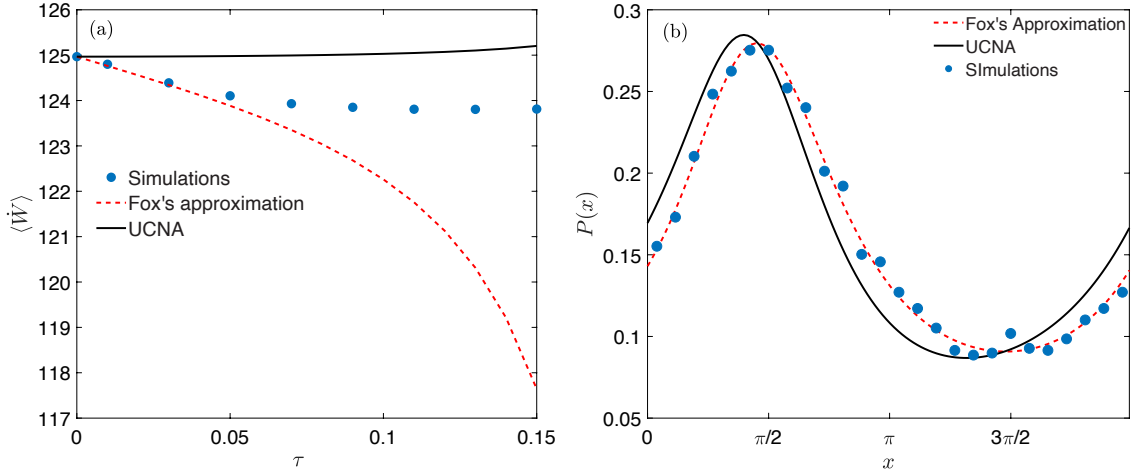 (a)
126
125
124
123
122
121
120
119
118
117
⟨Ẇ⟩
Simulations
Fox's approximation
UCNA
0
0.05
0.1
0.15
τ
(b)
0.3
0.25
0.2
0.15
0.1
0.05
P(x)
Fox's Approximation
UCNA
SImulations
0
π/2
π
3π/2
x